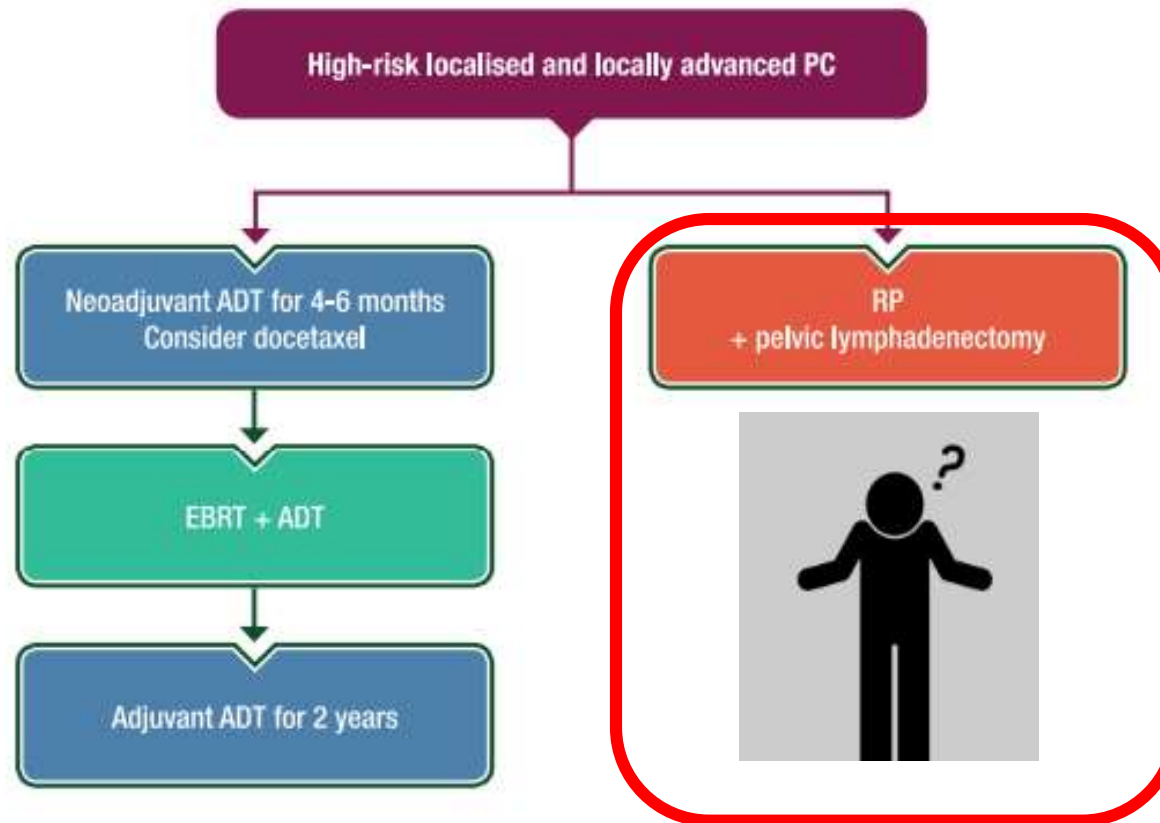 High-risk localised and locally advanced PC
Neoadjuvant ADT for 4-6 months
Consider docetaxel
EBRT + ADT
Adjuvant ADT for 2 years
RP
+ pelvic lymphadenectomy
?